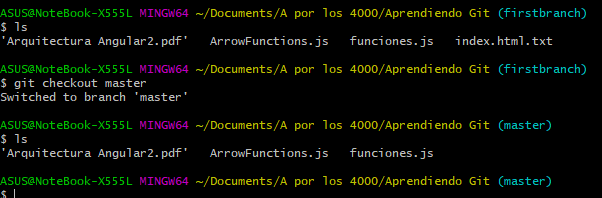 ASUS@NoteBook-X555L MINGW64 ~/Documents/A por los 4000/Aprendiendo Git (firstbranch)
$ ls
'Arquitectura Angular2.pdf'   ArrowFunctions.js   funciones.js   index.html.txt
ASUS@NoteBook-X555L MINGW64 ~/Documents/A por los 4000/Aprendiendo Git (firstbranch)
$ git checkout master
Switched to branch 'master'
ASUS@NoteBook-X555L MINGW64 ~/Documents/A por los 4000/Aprendiendo Git (master)
$ ls
'Arquitectura Angular2.pdf'   ArrowFunctions.js   funciones.js
ASUS@NoteBook-X555L MINGW64 ~/Documents/A por los 4000/Aprendiendo Git (master)
$